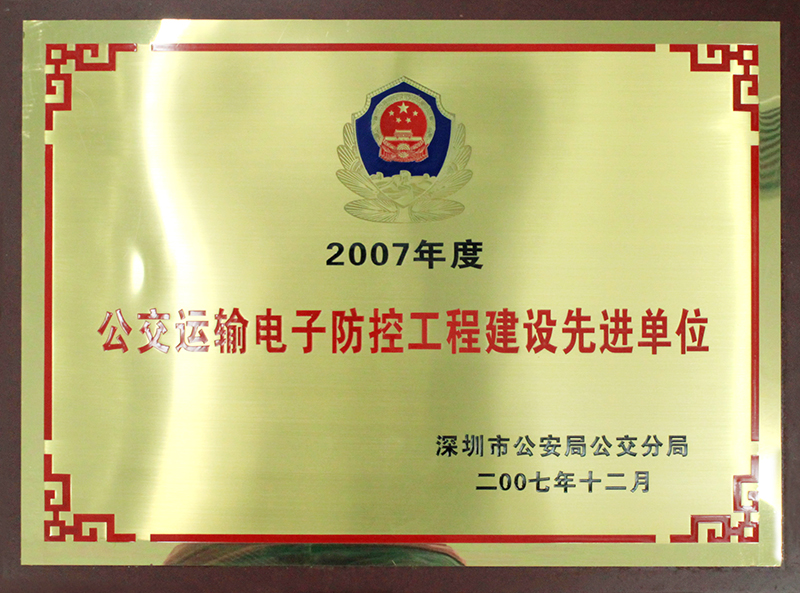 2007年度
公交运输电子防控工程建设先进单位
深圳市公安局公交分局
二00七年十二月